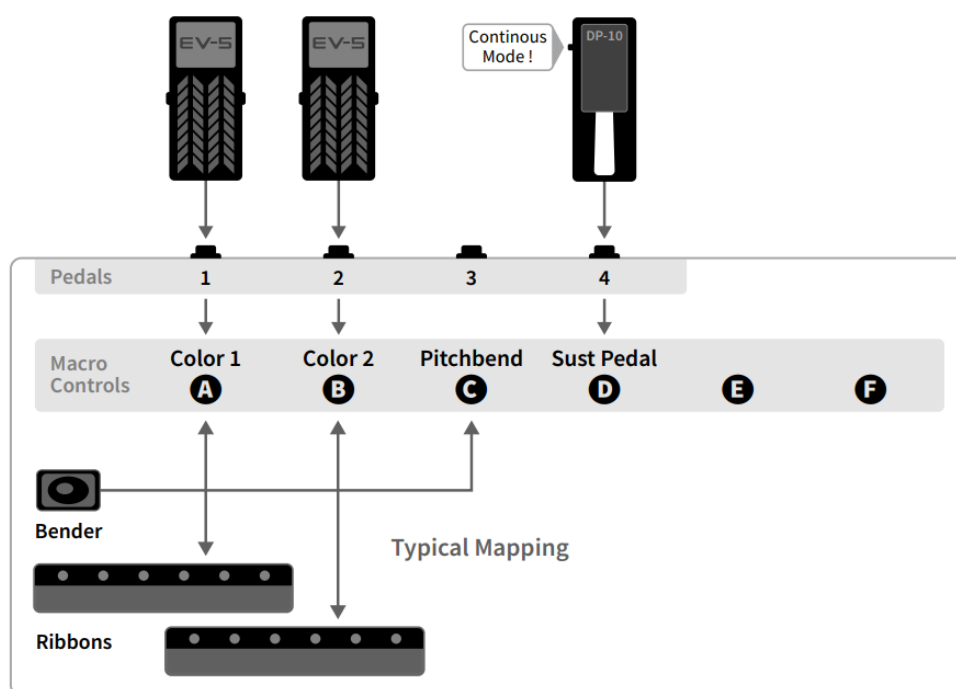 EV-5
EV-5
Continous
Mode !
DP-10
Pedals
1
2
3
4
Macro
Controls
Color 1
Color 2
Pitchbend
Sust Pedal
A
B
C
D
E
F
Bender
Typical Mapping
Ribbons